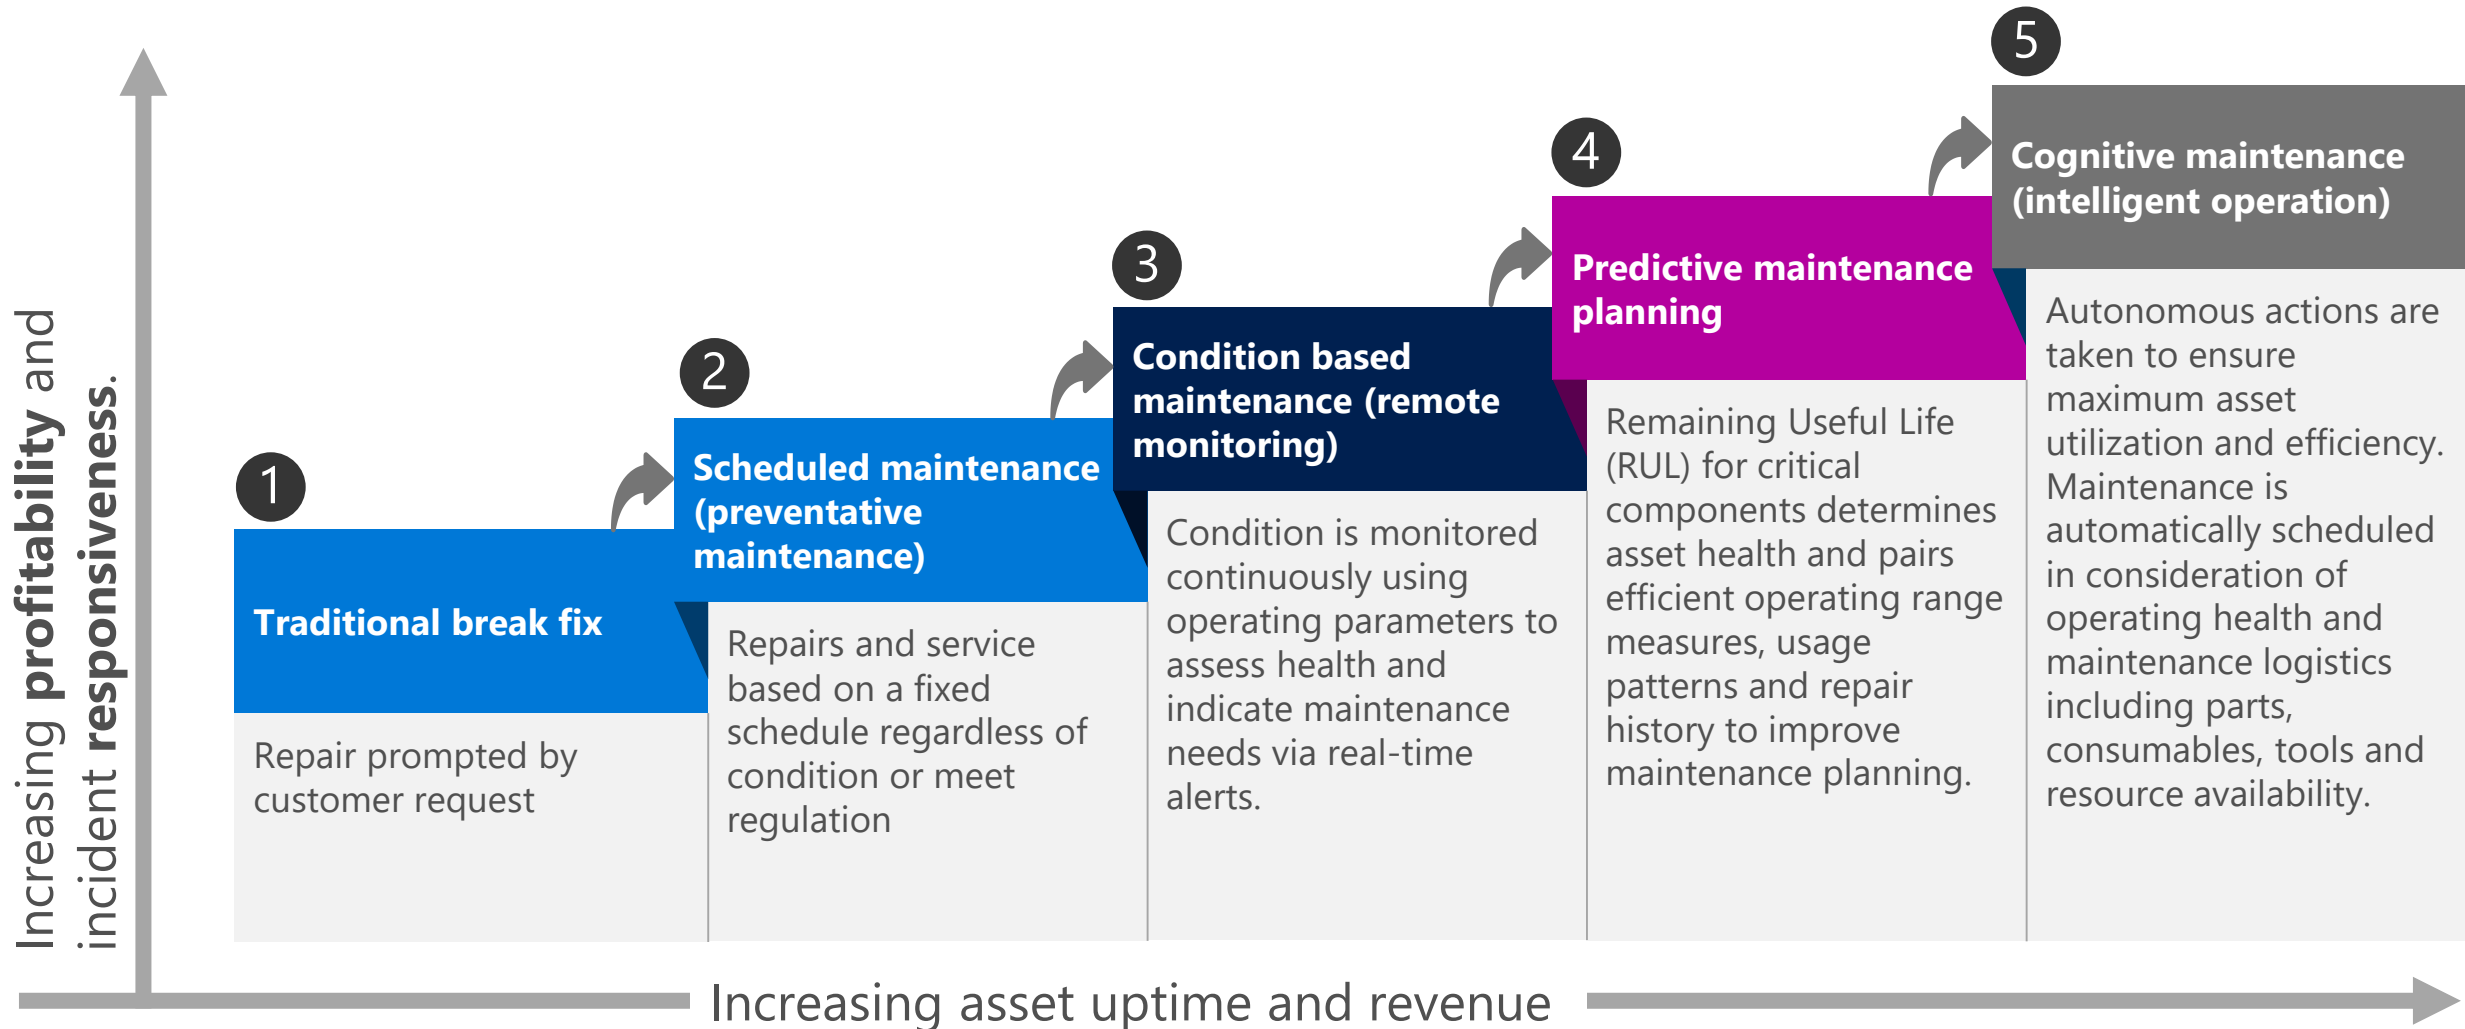 Increasing profitability and
incident responsiveness.
1
Traditional break fix
Repair prompted by
customer request
2
Scheduled maintenance
(preventative
maintenance)
Repairs and service
based on a fixed
schedule regardless of
condition or meet
regulation
3
Condition based
maintenance (remote
monitoring)
Condition is monitored
continuously using
operating parameters to
assess health and
indicate maintenance
needs via real-time
alerts.
4
Predictive maintenance
planning
Remaining Useful Life
(RUL) for critical
components determines
asset health and pairs
efficient operating range
measures, usage
patterns and repair
history to improve
maintenance planning.
5
Cognitive maintenance
(intelligent operation)
Autonomous actions are
taken to ensure
maximum asset
utilization and efficiency.
Maintenance is
automatically scheduled
in consideration of
operating health and
maintenance logistics
including parts,
consumables, tools and
resource availability.
Increasing asset uptime and revenue